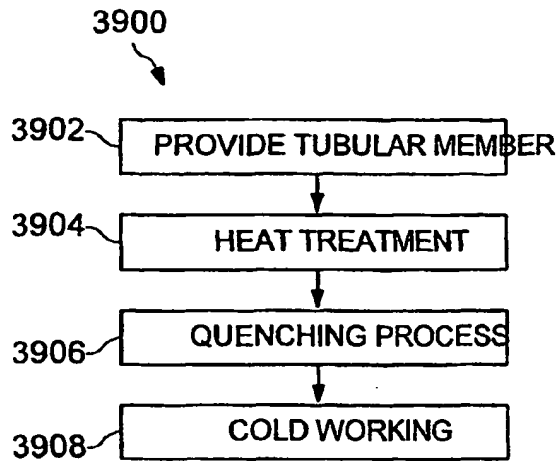 3900
3902 PROVIDE TUBULAR MEMBER
3904 HEAT TREATMENT
3906 QUENCHING PROCESS
3908 COLD WORKING